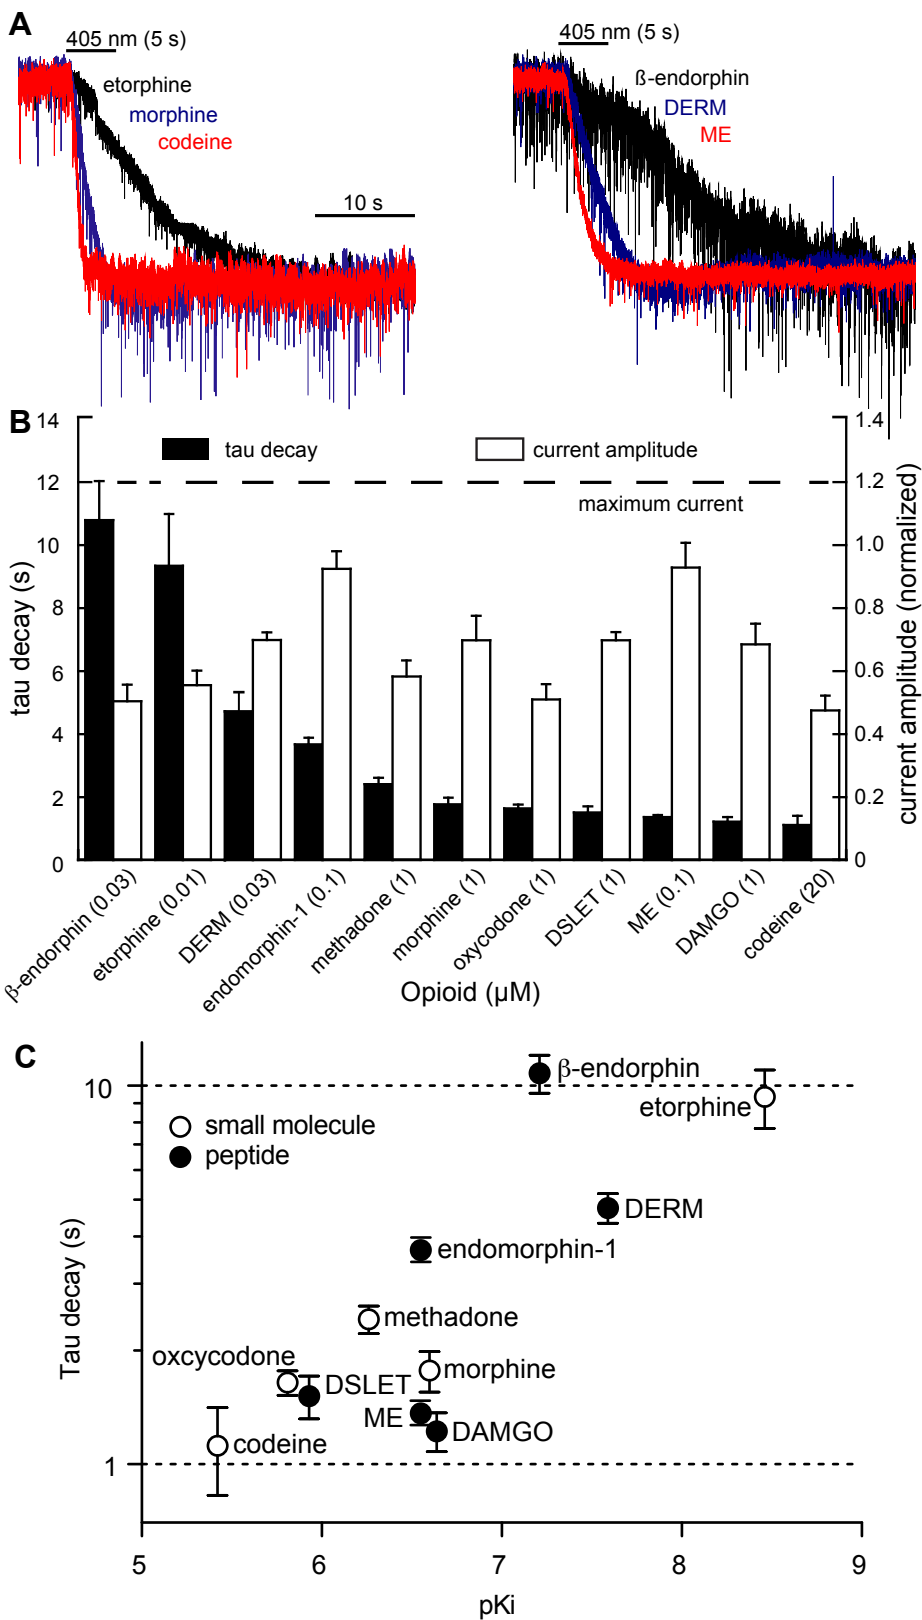 A
405 nm (5 s)
etorphine
morphine
codeine
10 s
405 nm (5 s)
ß-endorphin
DERM
ME
B
14
12
10
8
6
4
2
0
tau decay (s)
tau decay
current amplitude
maximum current
1.4
1.2
1.0
0.8
0.6
0.4
0.2
0
current amplitude (normalized)
β-endorphin (0.03)
etorphine (0.01)
DERM (0.03)
endomorphin-1 (0.1)
methadone (1)
morphine (1)
oxycodone (1)
DSLET (1)
ME (0.1)
DAMGO (1)
codeine (20)
Opioid (µM)
C
10
1
Tau decay (s)
small molecule
peptide
β-endorphin
etorphine
DERM
endomorphin-1
methadone
oxcycodone
morphine
DSLET
ME
DAMGO
codeine
5 6 7 8 9
pKi